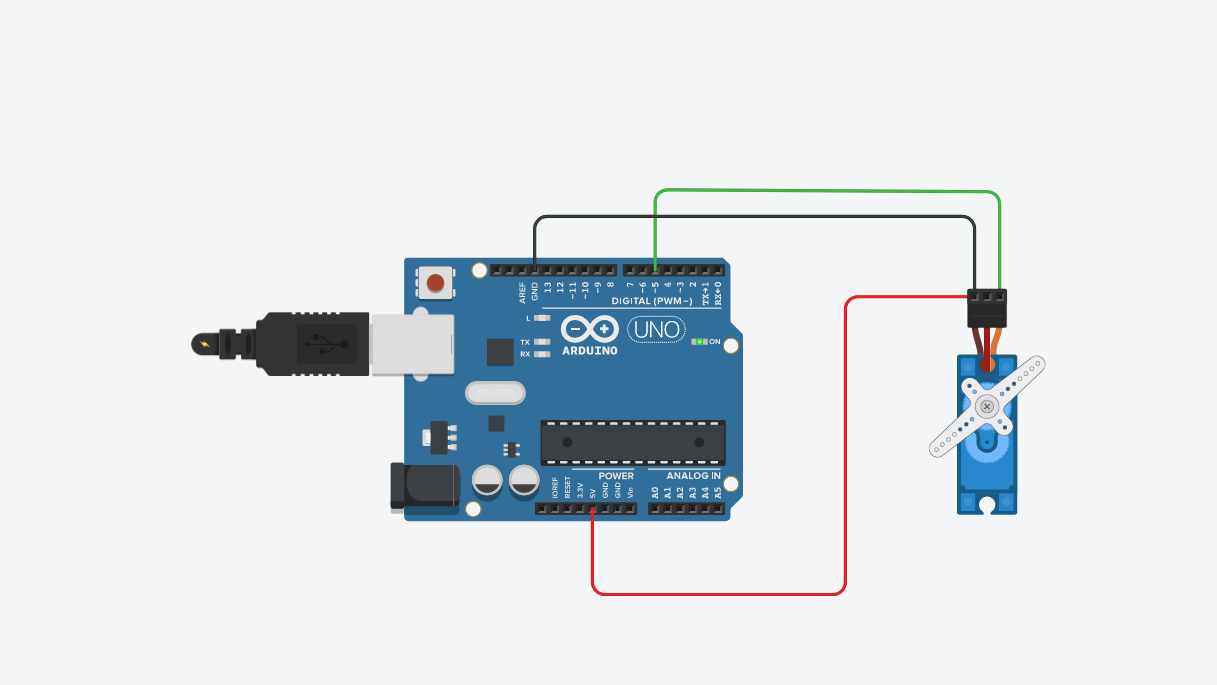 AREF
GND
13
12
~11
~10
~9
8
7
~6
~5
4
~3
2
TX→1
RX←0
DIGITAL (PWM~)
L
TX
RX
UNO
ARDUINO
ON
POWER
ANALOG IN
IOREF
RESET
3.3V
5V
GND
GND
Vin
A0
A1
A2
A3
A4
A5